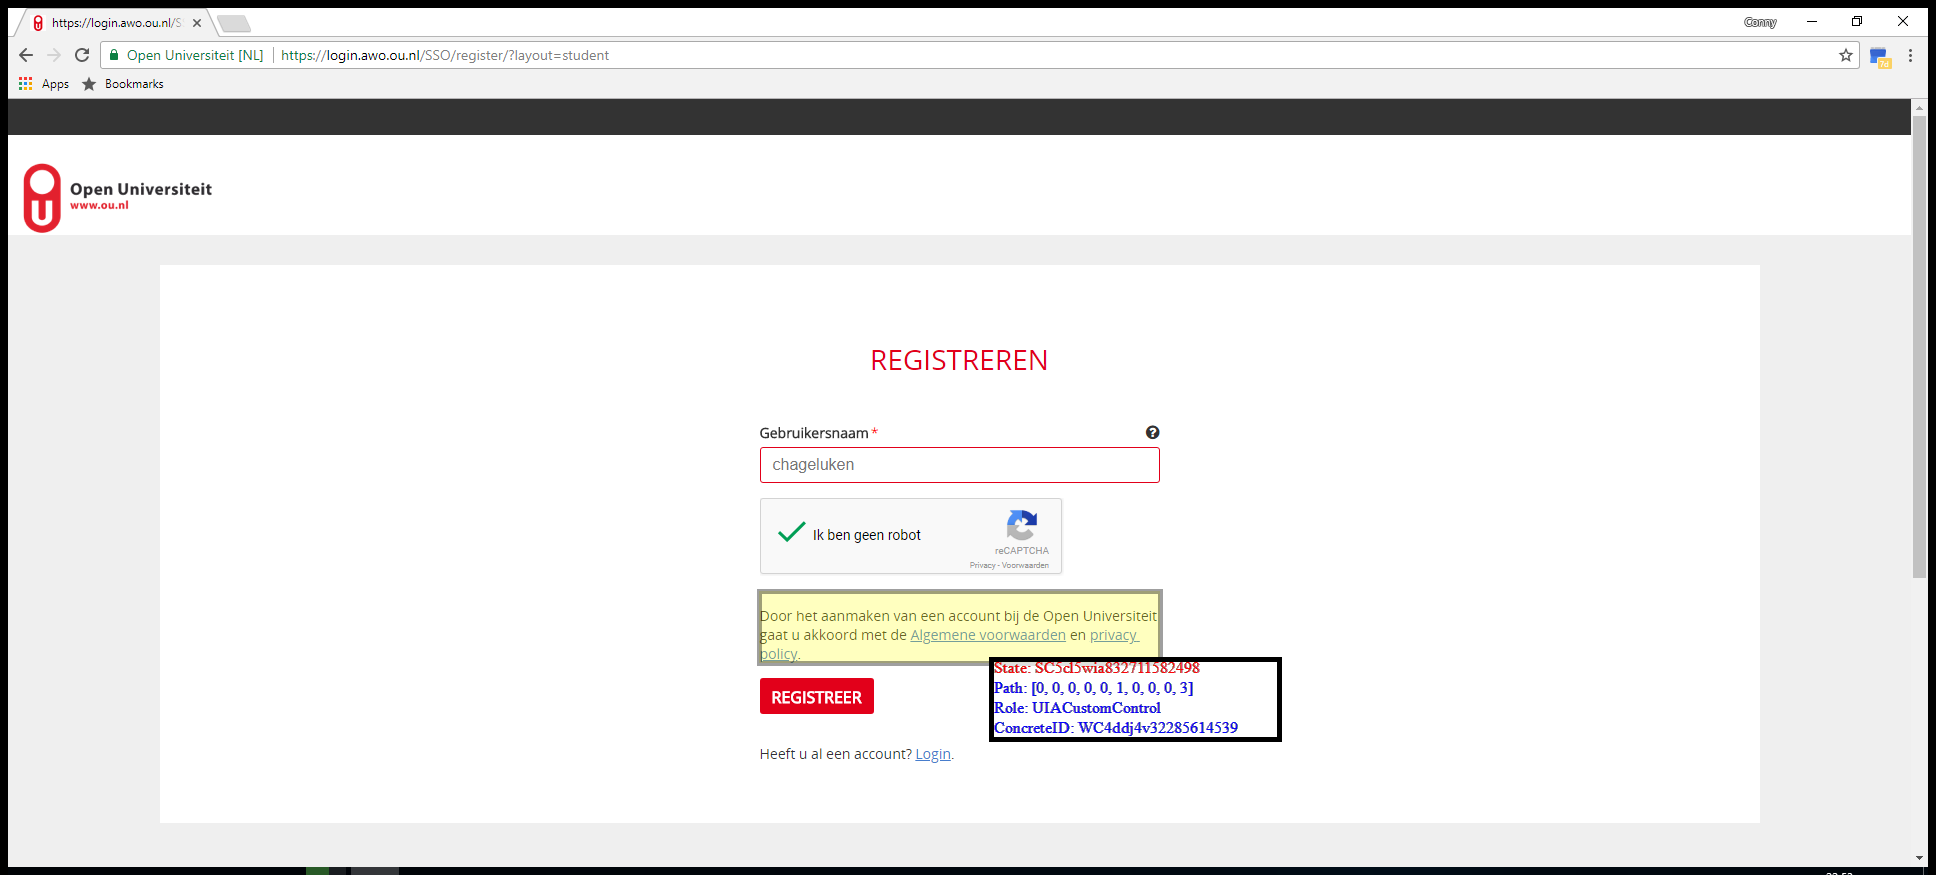 https://login.awo.ou.nl/S
Conny
Open Universiteit [NL] https://login.awo.ou.nl/SSO/register/?layout=student
7d
Apps Bookmarks
Open Universiteit
www.ou.nl
REGISTREREN
Gebruikersnaam *
chageluken
Ik ben geen robot
reCAPTCHA
Privacy - Voorwaarden
Door het aanmaken van een account bij de Open Universiteit
gaat u akkoord met de Algemene voorwaarden en privacy
policy.
State: SC5cl5wia832711582498
Path: [0, 0, 0, 0, 0, 1, 0, 0, 0, 3]
Role: UIACustomControl
ConcreteID: WC4ddj4v32285614539
REGISTREER
Heeft u al een account? Login.